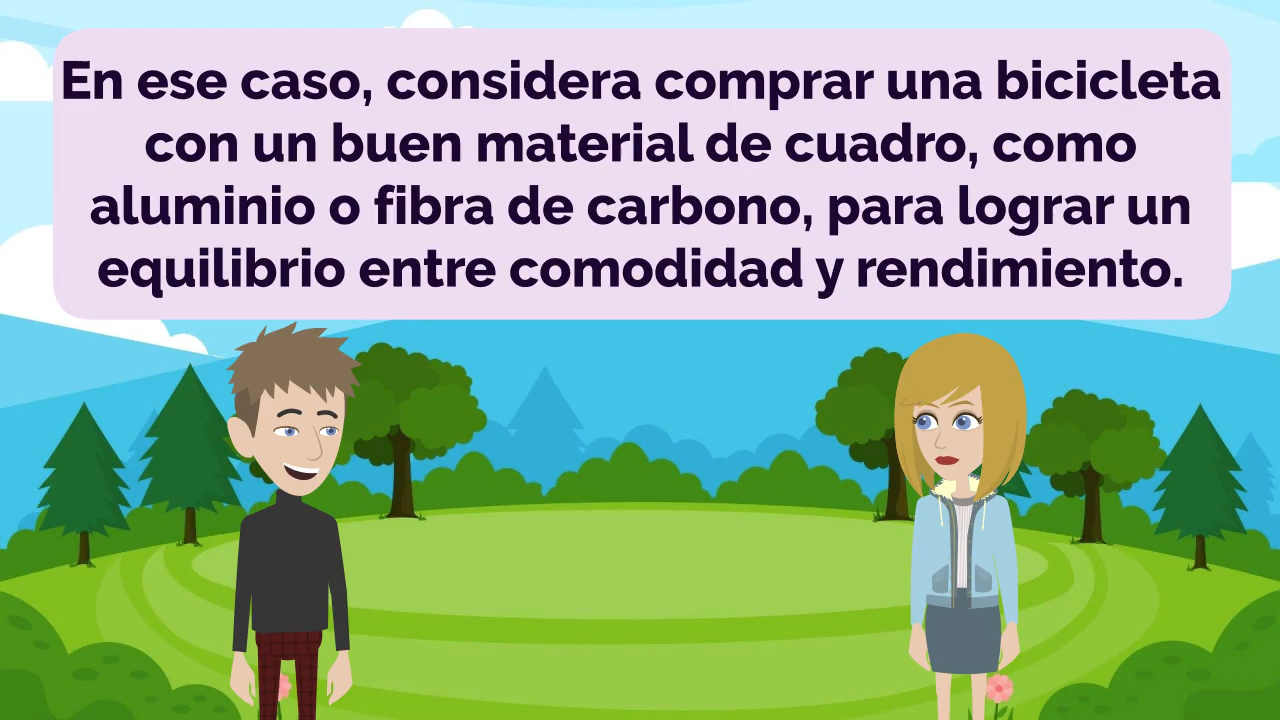 En ese caso, considera comprar una bicicleta
con un buen material de cuadro, como
aluminio o fibra de carbono, para lograr un
equilibrio entre comodidad y rendimiento.